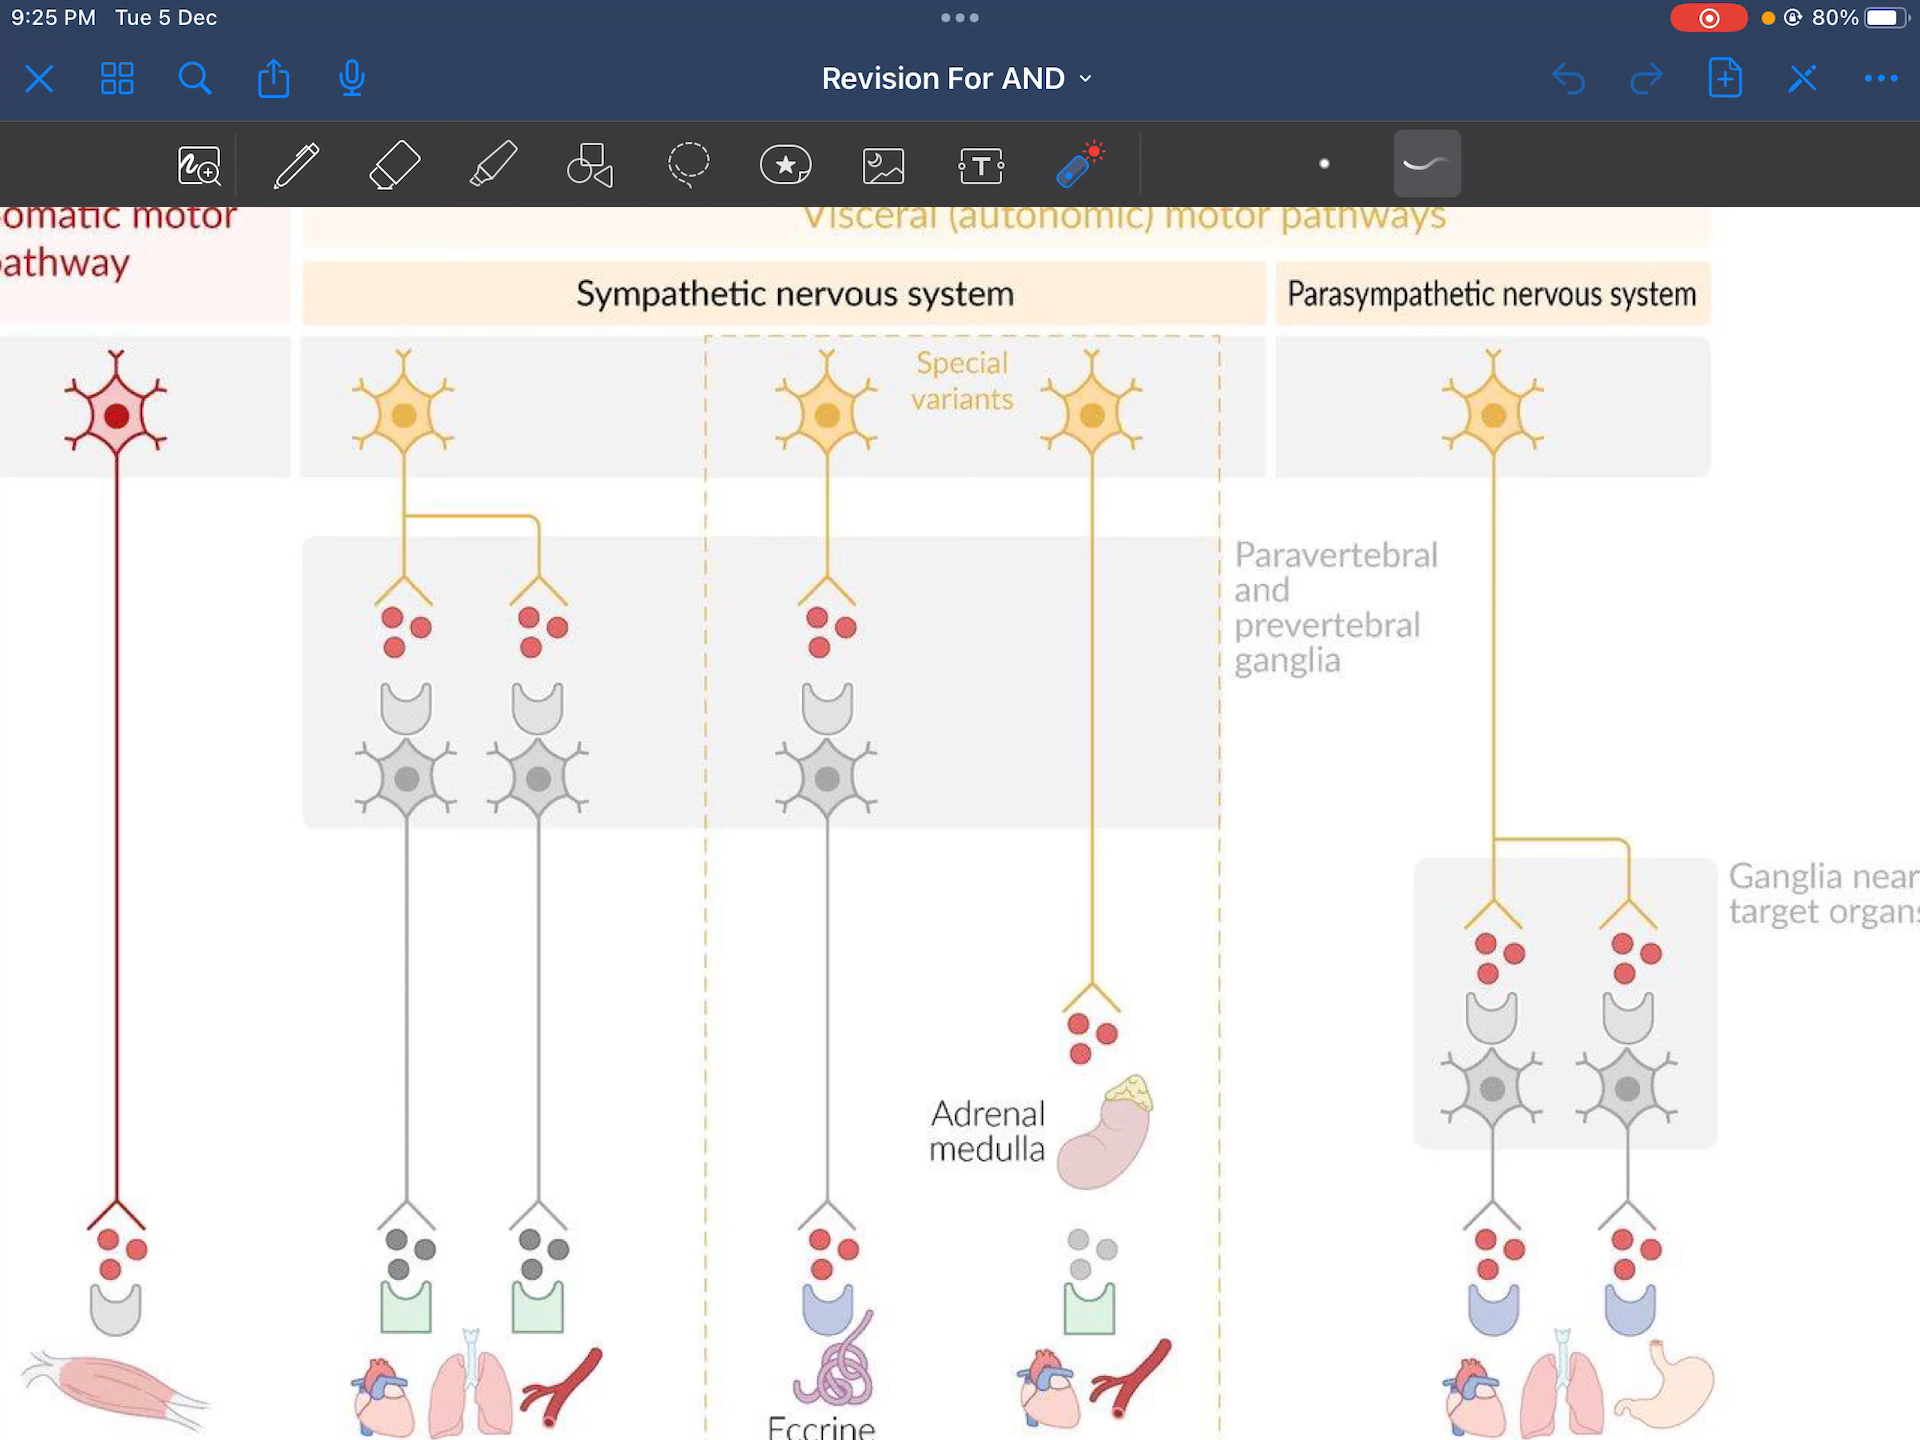 9:25 PM Tue 5 Dec
80%
Revision For AND
T
omatic motor
athway
Visceral (autonomic) motor pathways
Sympathetic nervous system
Parasympathetic nervous system
Special
variants
Paravertebral
and
prevertebral
ganglia
Ganglia near
target organs
Adrenal
medulla
Eccrine